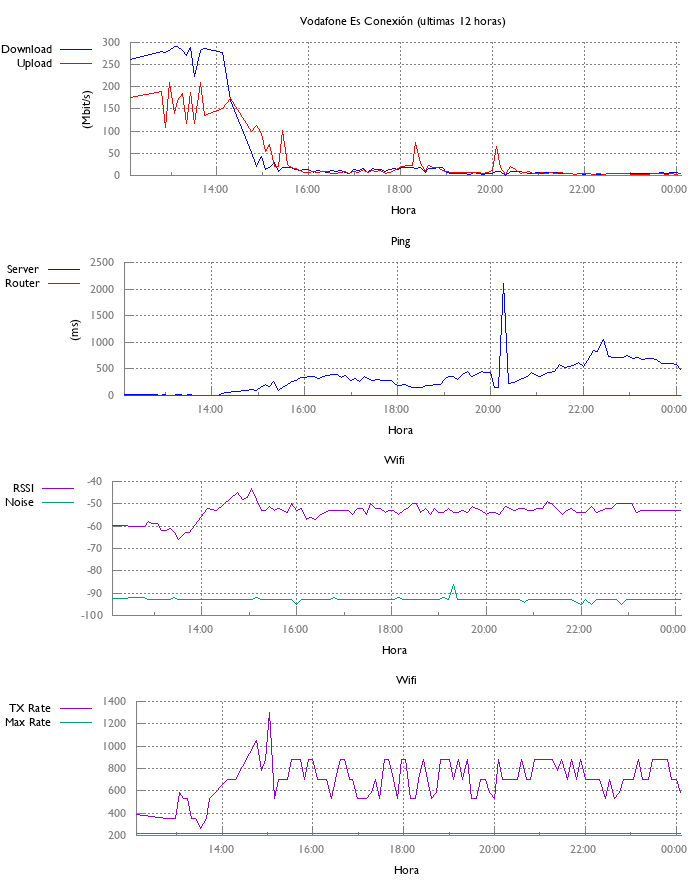 Vodafone Es Conexión (ultimas 12 horas)
Download
Upload
300
250
200
150
100
50
0
(Mbit/s)
14:00 16:00 18:00 20:00 22:00 00:00
Hora
Ping
Server
Router
2500
2000
1500
1000
500
0
(ms)
14:00 16:00 18:00 20:00 22:00 00:00
Hora
Wifi
RSSI
Noise
-40
-50
-60
-70
-80
-90
-100
14:00 16:00 18:00 20:00 22:00 00:00
Hora
Wifi
TX Rate
Max Rate
1400
1200
1000
800
600
400
200
14:00 16:00 18:00 20:00 22:00 00:00
Hora